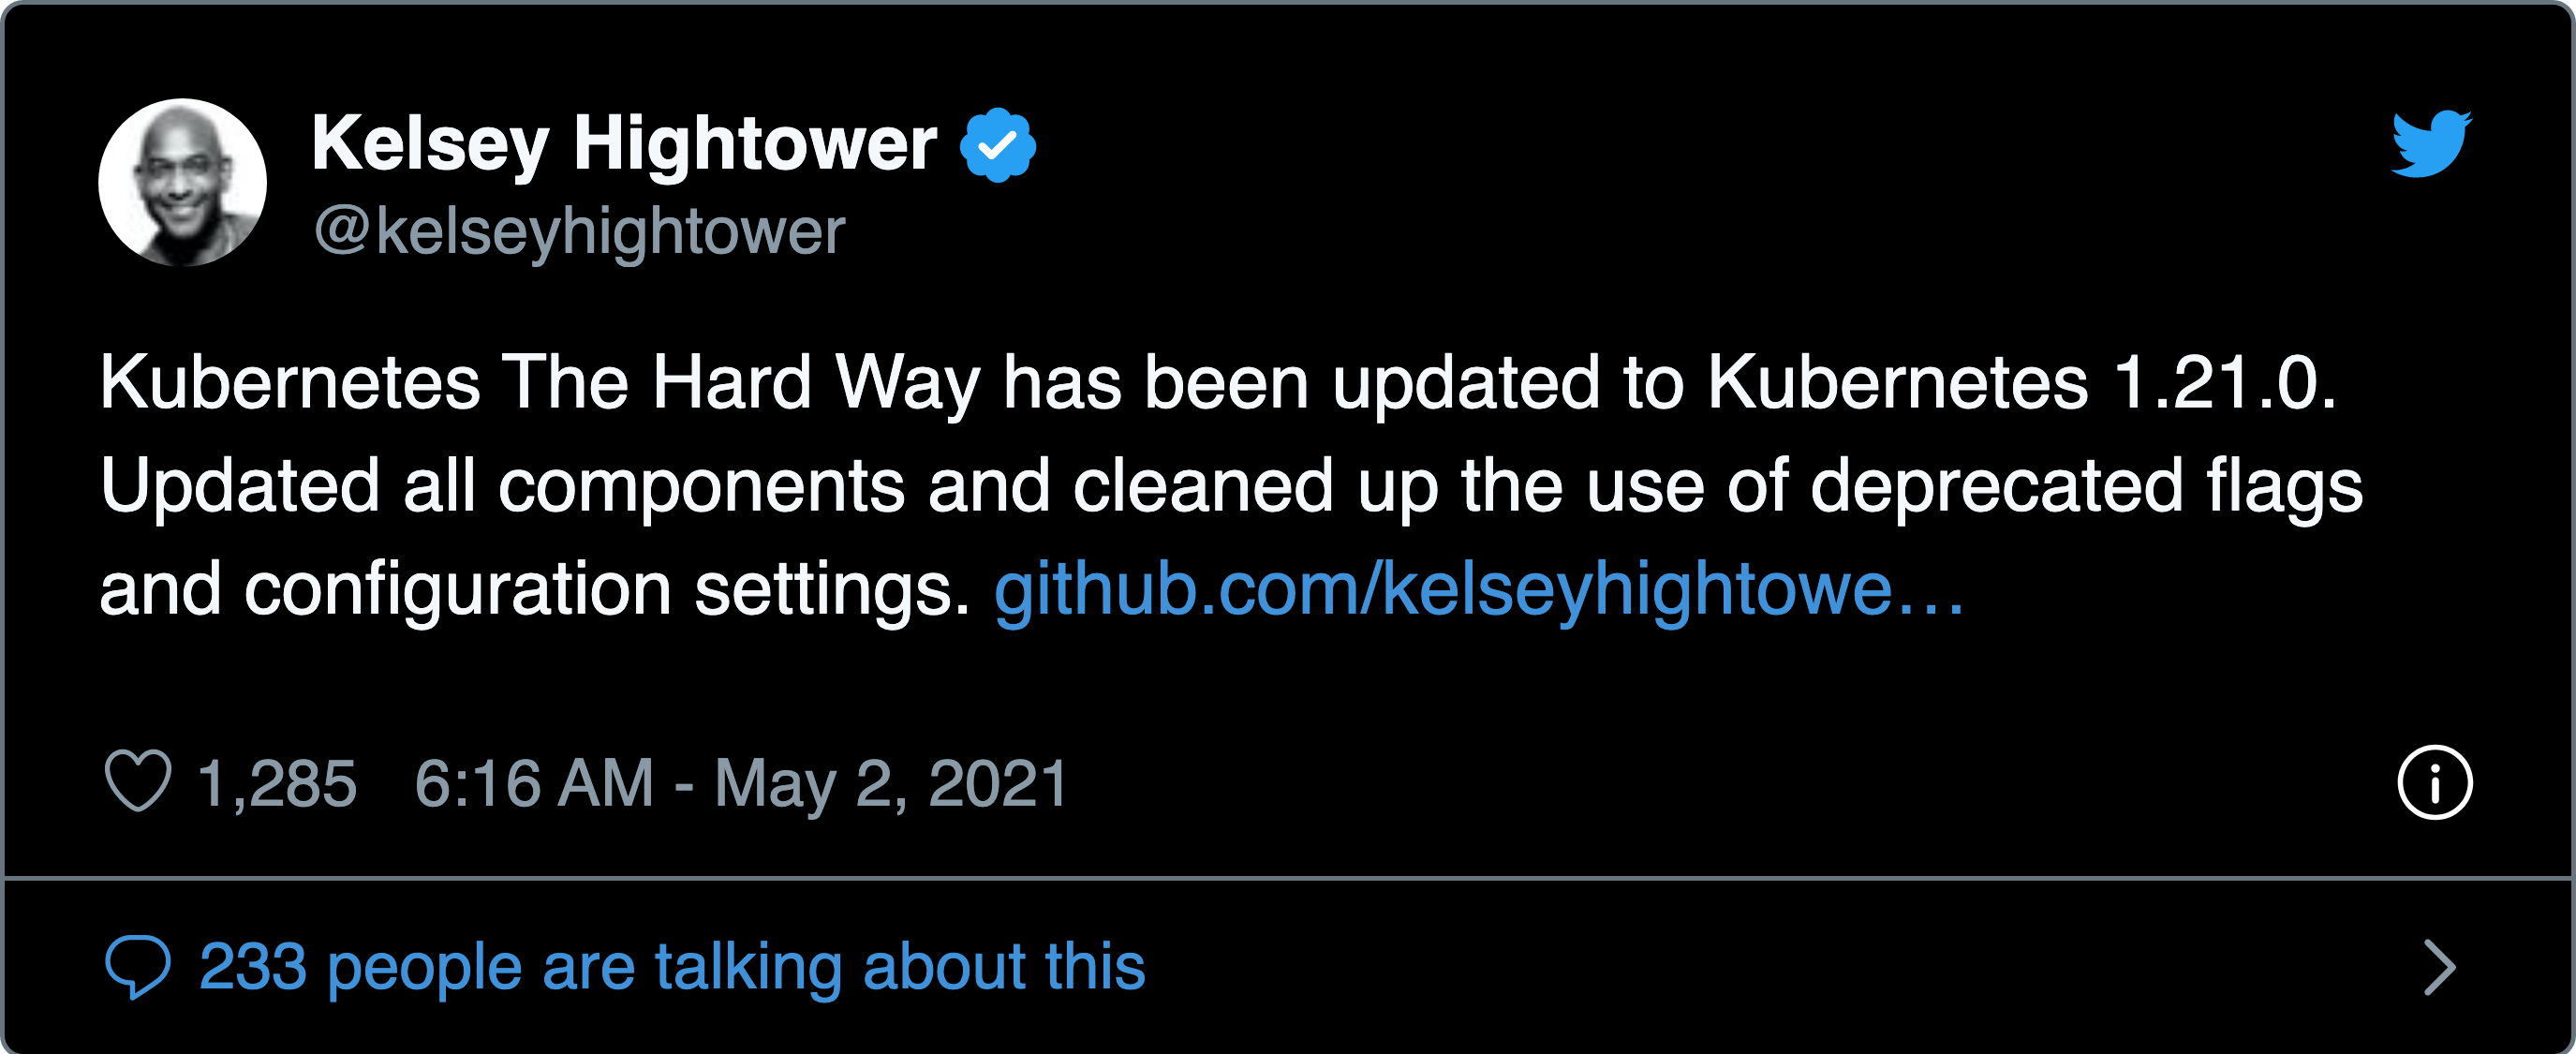 Kelsey Hightower
@kelseyhightower
Kubernetes The Hard Way has been updated to Kubernetes 1.21.0.
Updated all components and cleaned up the use of deprecated flags
and configuration settings. github.com/kelseyhightowe…
1,285 6:16 AM - May 2, 2021
233 people are talking about this